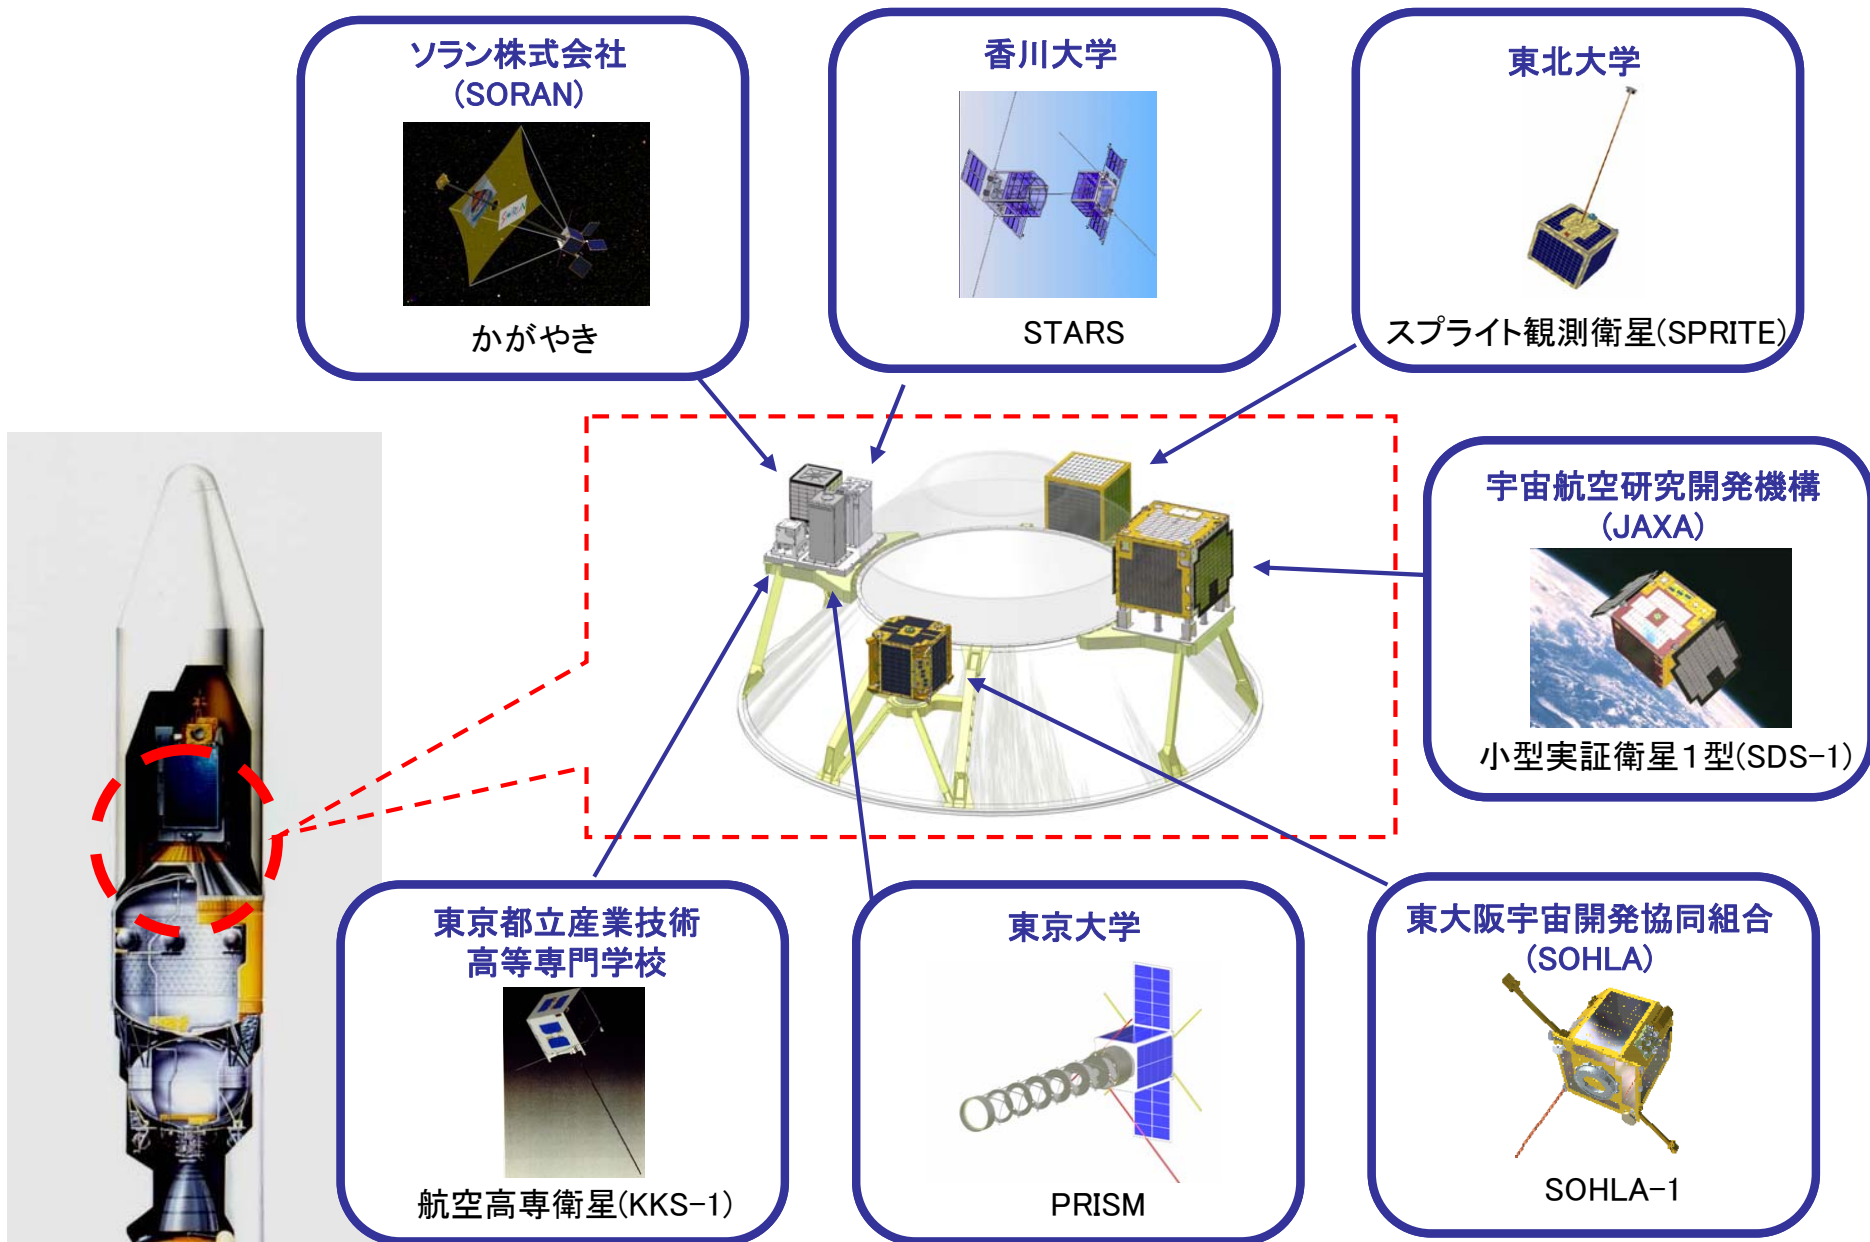 ソラン株式会社
(SORAN)
かがやき
香川大学
STARS
東北大学
スプライト観測衛星(SPRITE)
宇宙航空研究開発機構
(JAXA)
小型実証衛星1型(SDS-1)
東京都立産業技術
高等専門学校
航空高専衛星(KKS-1)
東京大学
PRISM
東大阪宇宙開発協同組合
(SOHLA)
SOHLA-1